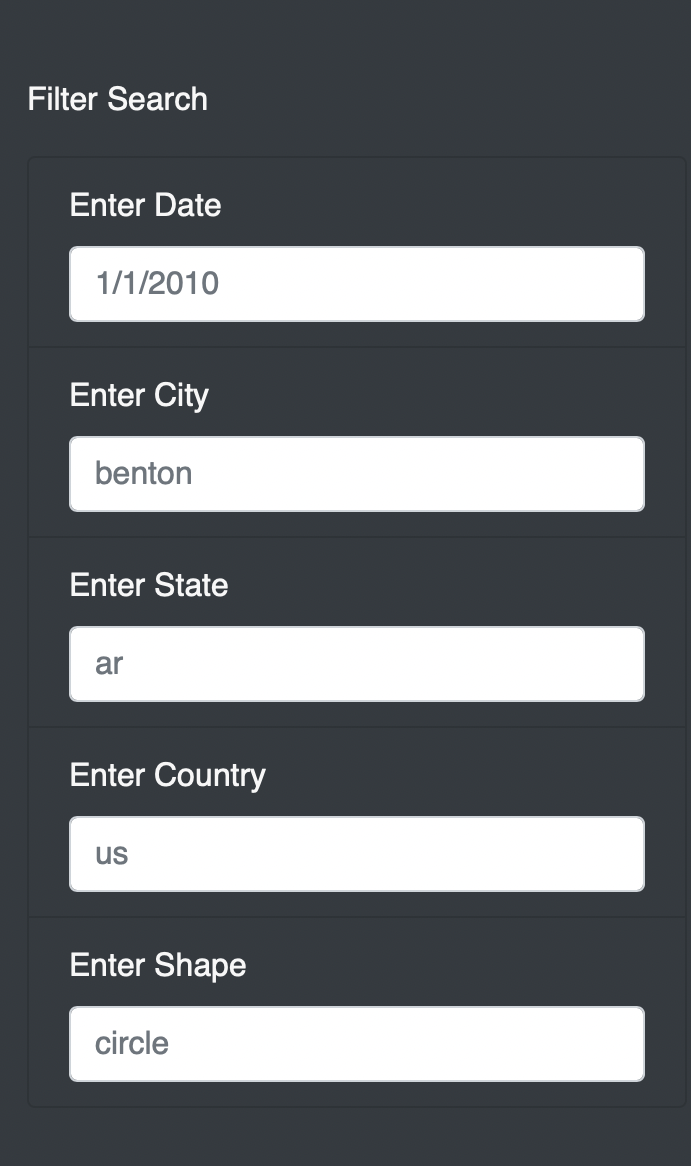 Filter Search
Enter Date
1/1/2010
Enter City
benton
Enter State
ar
Enter Country
us
Enter Shape
circle